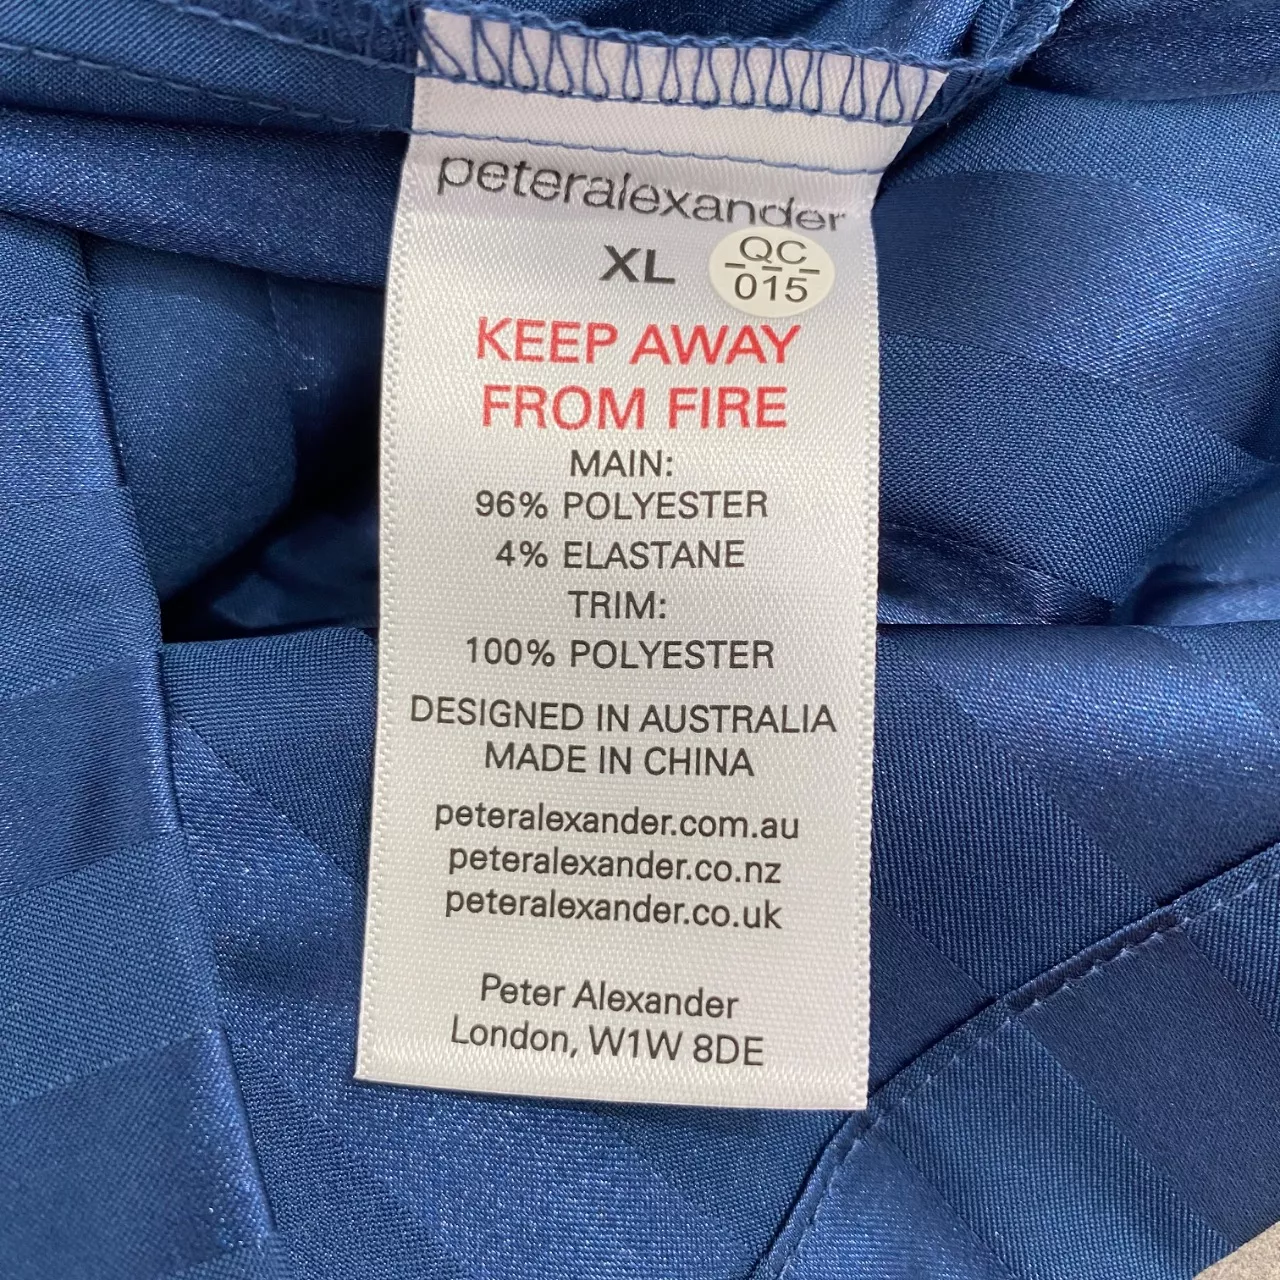 peteralexander
XL
QC
015
KEEP AWAY
FROM FIRE
MAIN:
96% POLYESTER
4% ELASTANE
TRIM:
100% POLYESTER
DESIGNED IN AUSTRALIA
MADE IN CHINA
peteralexander.com.au
peteralexander.co.nz
peteralexander.co.uk
Peter Alexander
London, W1W 8DE